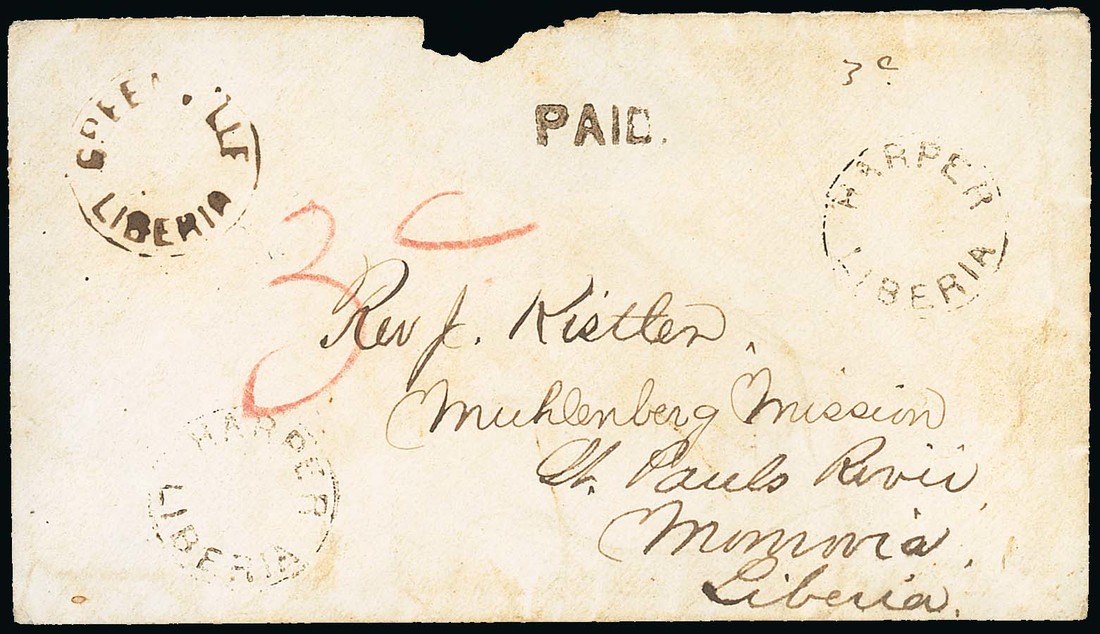 LIBERIA
PAID.
3c
HARPER
LIBERIA
3c
Rev J. Kistler,
Muhlenberg Mission
St. Pauls River,
Monrovia,
Liberia.
HARPER
LIBERIA